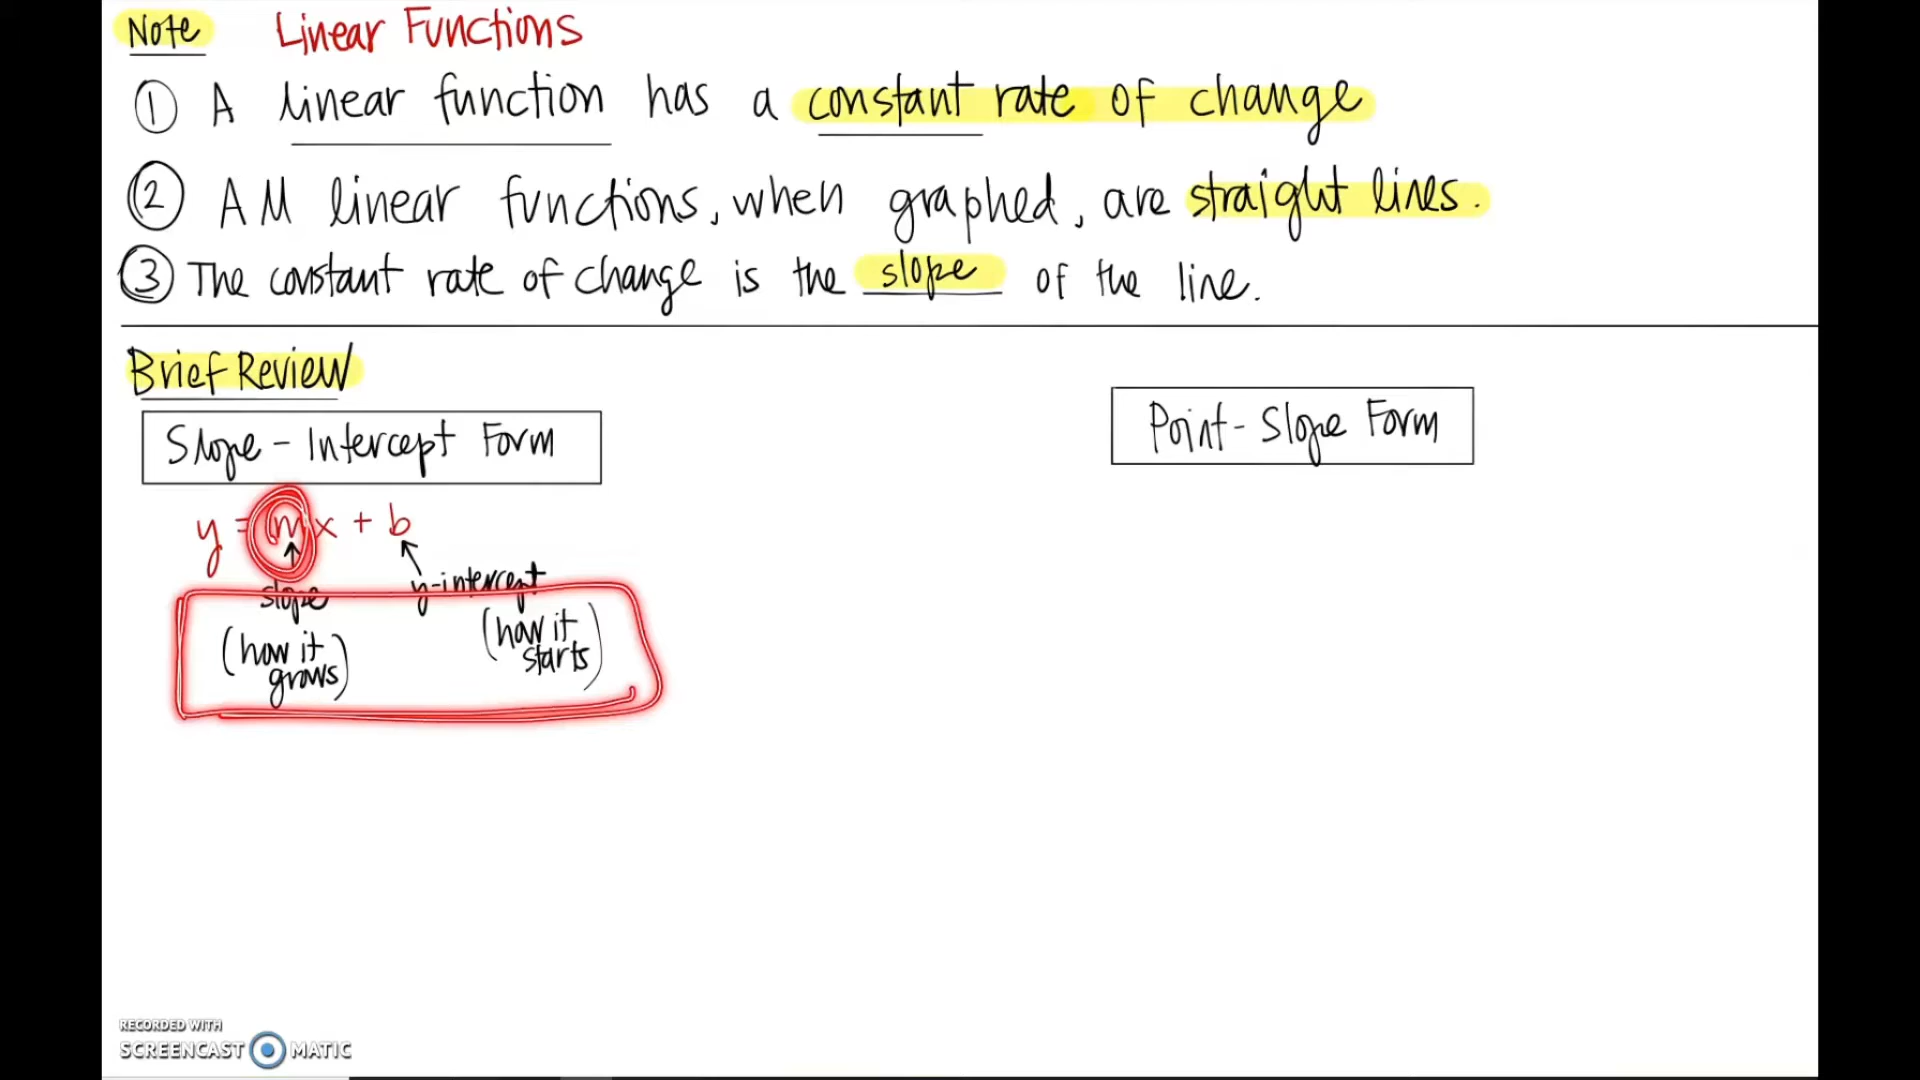 Note Linear Functions
① A linear function has a constant rate of change
② All linear functions, when graphed, are straight lines.
③ The constant rate of change is the slope of the line.
Brief Review
Slope - Intercept Form
y = mx + b
slope
(how it grows)
y-intercept
(how it starts)
Point - Slope Form
RECORDED WITH
SCREENCAST MATIC